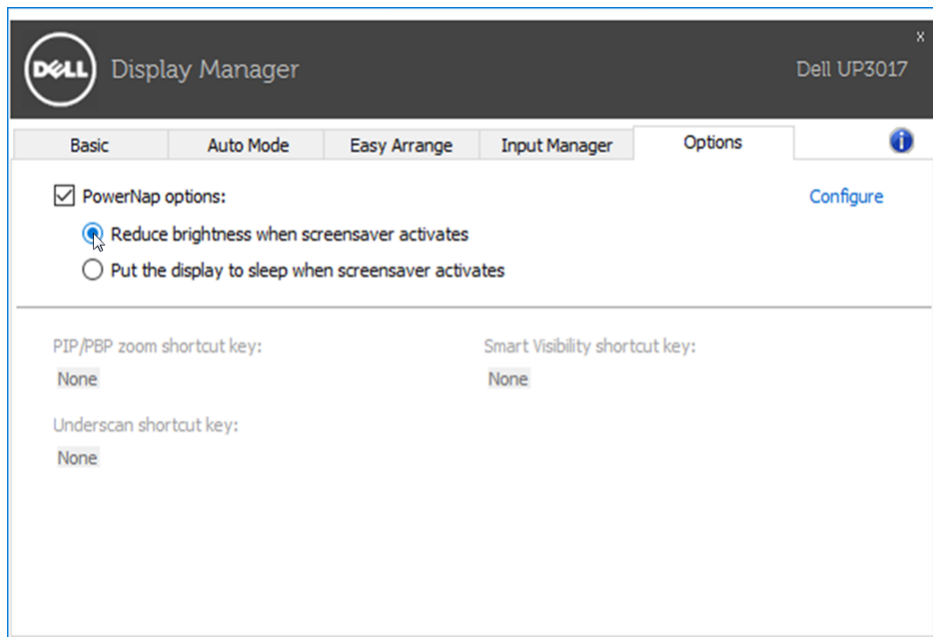 x
DELL Display Manager Dell UP3017
Basic Auto Mode Easy Arrange Input Manager Options i
PowerNap options: Configure
Reduce brightness when screensaver activates
Put the display to sleep when screensaver activates
PIP/PBP zoom shortcut key: Smart Visibility shortcut key:
None None
Underscan shortcut key:
None